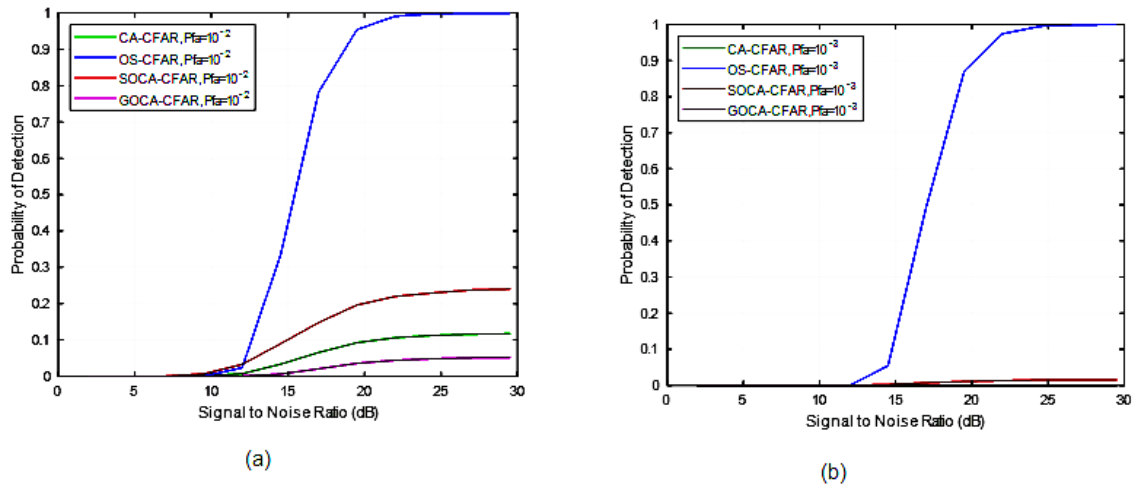 1
0.9
0.8
0.7
0.6
0.5
0.4
0.3
0.2
0.1
0
Probability of Detection
CA-CFAR,Pfa=10⁻²
OS-CFAR,Pfa=10⁻²
SOCA-CFAR,Pfa=10⁻²
GOCA-CFAR,Pfa=10⁻²
0 5 10 15 20 25 30
Signal to Noise Ratio (dB)
(a)
1
0.9
0.8
0.7
0.6
0.5
0.4
0.3
0.2
0.1
0
Probability of Detection
CA-CFAR,Pfa=10⁻³
OS-CFAR,Pfa=10⁻³
SOCA-CFAR,Pfa=10⁻³
GOCA-CFAR,Pfa=10⁻³
0 5 10 15 20 25 30
Signal to Noise Ratio (dB)
(b)